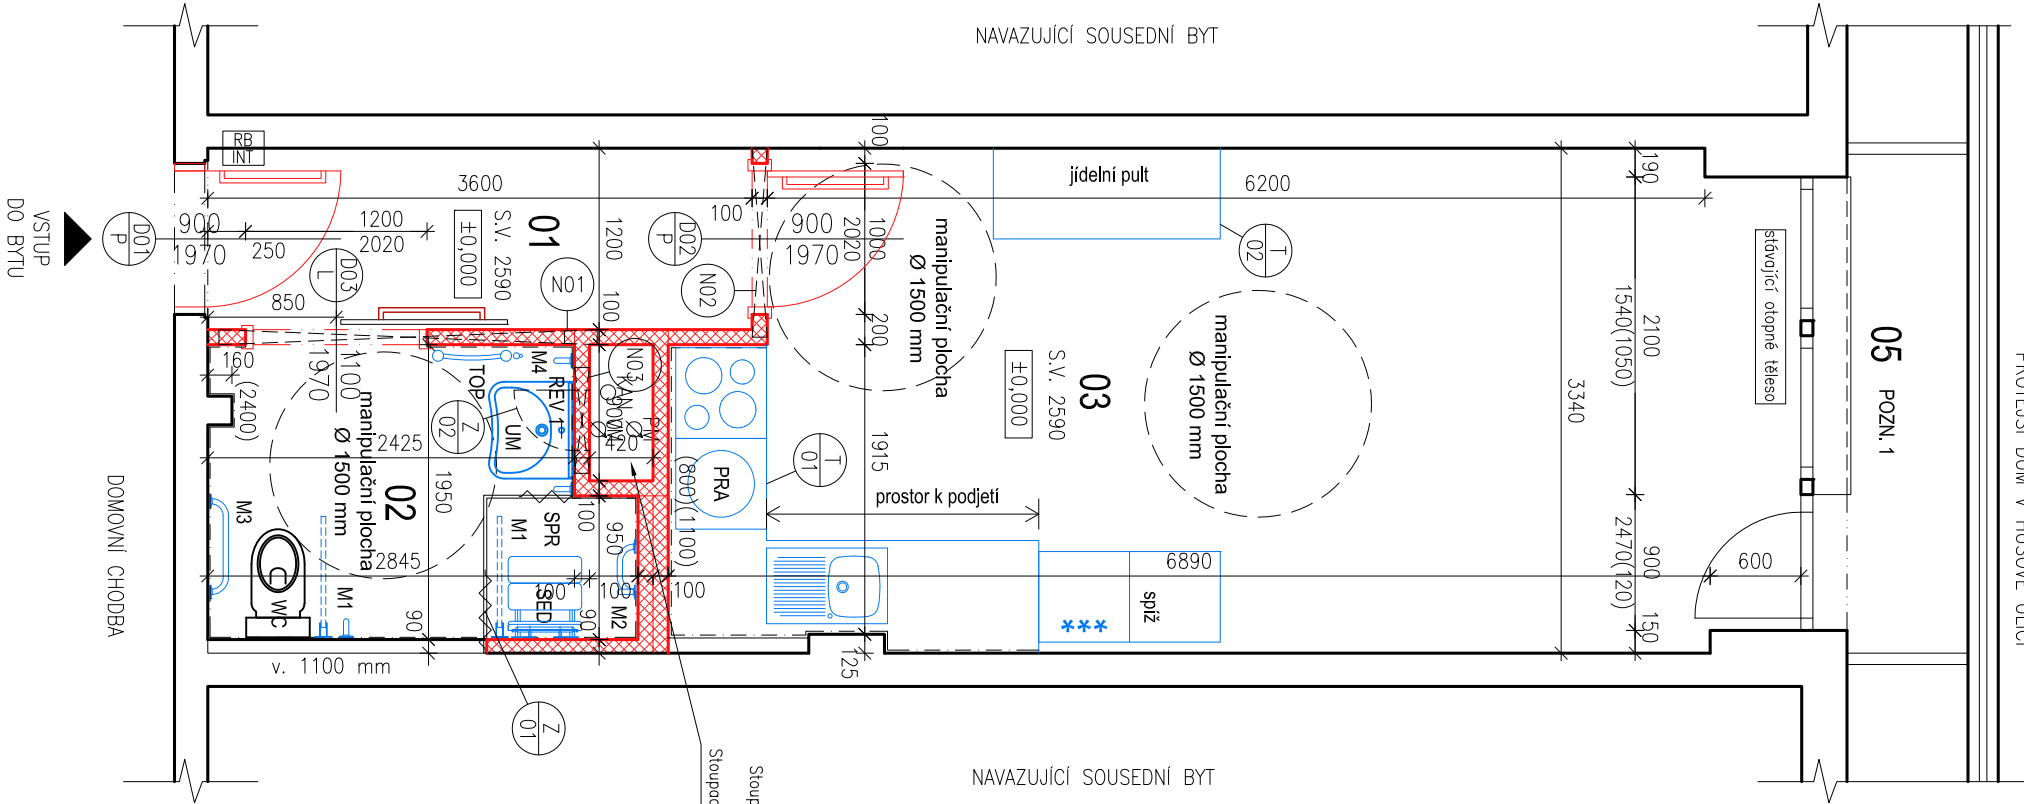 NAVAZUJÍCÍ SOUSEDNÍ BYT
RB
INT
3600
100
6200
190
jídelní pult
VSTUP
DO BYTU
D01
P
900
1970
250
1200
2020
D03
L
850
S.V. 2590
±0,000
01
1200
100
N01
D02
P
N02
100
900
1970
2020
1000
200
manipulační plocha
Ø 1500 mm
T
02
manipulační plocha
Ø 1500 mm
03
S.V. 2590
±0,000
3340
1540(1050)
2100
stávající otopné těleso
05
POZN. 1
160
(2400)
1100
1970
manipulační plocha
Ø 1500 mm
2425
02
1950
2845
TOP
Z
02
M4
REV 1
UM
N03
420
(800)(1100)
PRA
T
01
1915
prostor k podjetí
DOMOVNÍ CHODBA
M3
WC
M1
90
SPR
M1
SED
100
950
100
100
100
90
M2
6890
spíž
***
2470(120)
900
150
600
v. 1100 mm
125
Z
01
NAVAZUJÍCÍ SOUSEDNÍ BYT